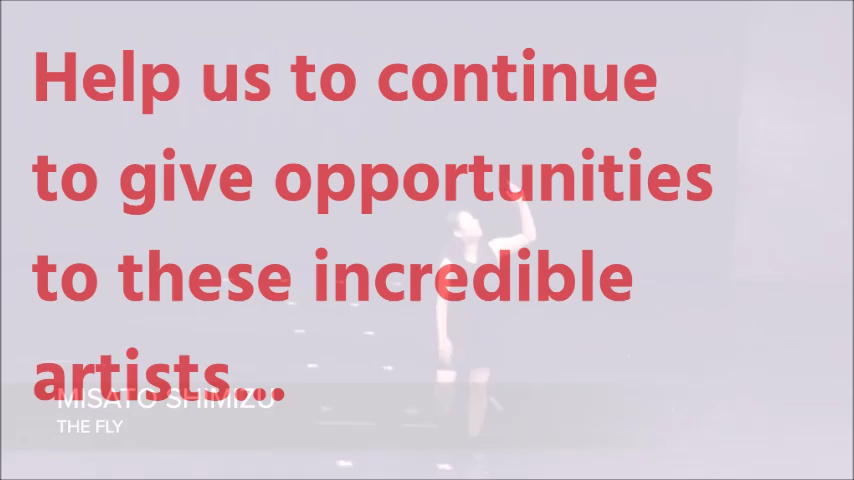 Help us to continue
to give opportunities
to these incredible
artists...
MISATO SHIMIZU
THE FLY